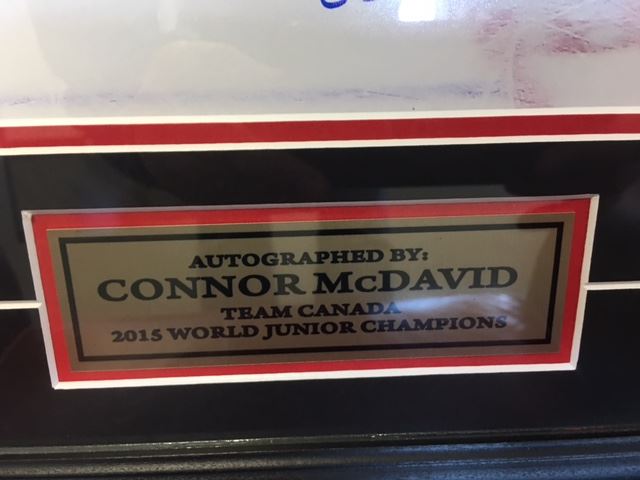 AUTOGRAPHED BY:
CONNOR McDAVID
TEAM CANADA
2015 WORLD JUNIOR CHAMPIONS